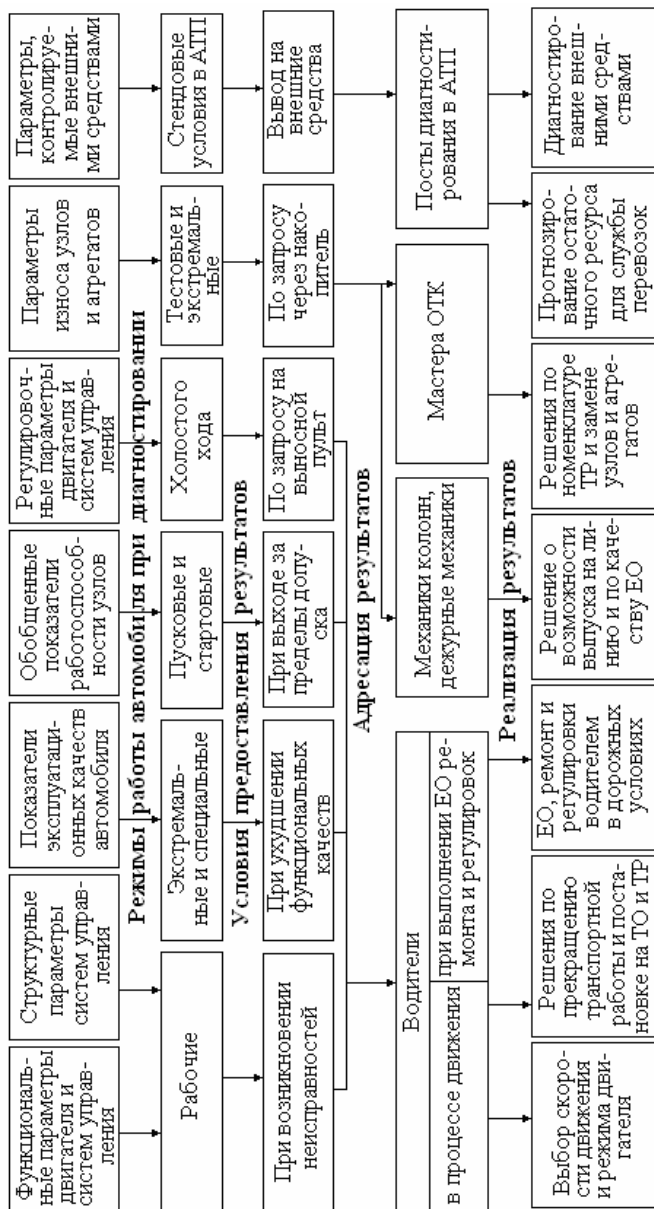 Функциональ-
ные параметры
двигателя и
систем управ-
ления
Структурные
параметры
систем управ-
ления
Показатели
эксплуатаци-
онных качеств
автомобиля
Обобщенные
показатели
работоспособ-
ности узлов
Регулировоч-
ные параметры
двигателя и
систем управ-
ления
Параметры
износа узлов
и агрегатов
Параметры,
контролируе-
мые внешни-
ми средствами
Режимы работы автомобиля при диагностировании
Рабочие
Экстремаль-
ные и специальные
Пусковые и
стартовые
Холостого
хода
Тестовые и
экстремаль-
ные
Стендовые
условия в АТП
Условия предоставления результатов
При возникновении
неисправностей
При ухудшении
функциональных
качеств
При выходе за
пределы допу-
ска
По запросу на
выносной
пульт
По запросу
через нако-
питель
Вывод на
внешние
средства
Адресация результатов
Водители
в процессе движения
при выполнении ЕО ре-
монта и регулировок
Механики колонн,
дежурные механики
Мастера ОТК
Посты диагности-
рования в АТП
Реализация результатов
Выбор скоро-
сти движения
и режима дви-
гателя
Решения по
прекращению
транспортной
работы и поста-
новке на ТО и ТР
ЕО, ремонт и
регулировки
водителем
в дорожных
условиях
Решение о
возможности
выпуска на ли-
нию и по каче-
ству ЕО
Решения по
номенклатуре
ТР и замене
узлов и агре-
гатов
Прогнозиро-
вание остато-
чного ресурса
для службы
перевозок
Диагностиро-
вание внеш-
ними сред-
ствами